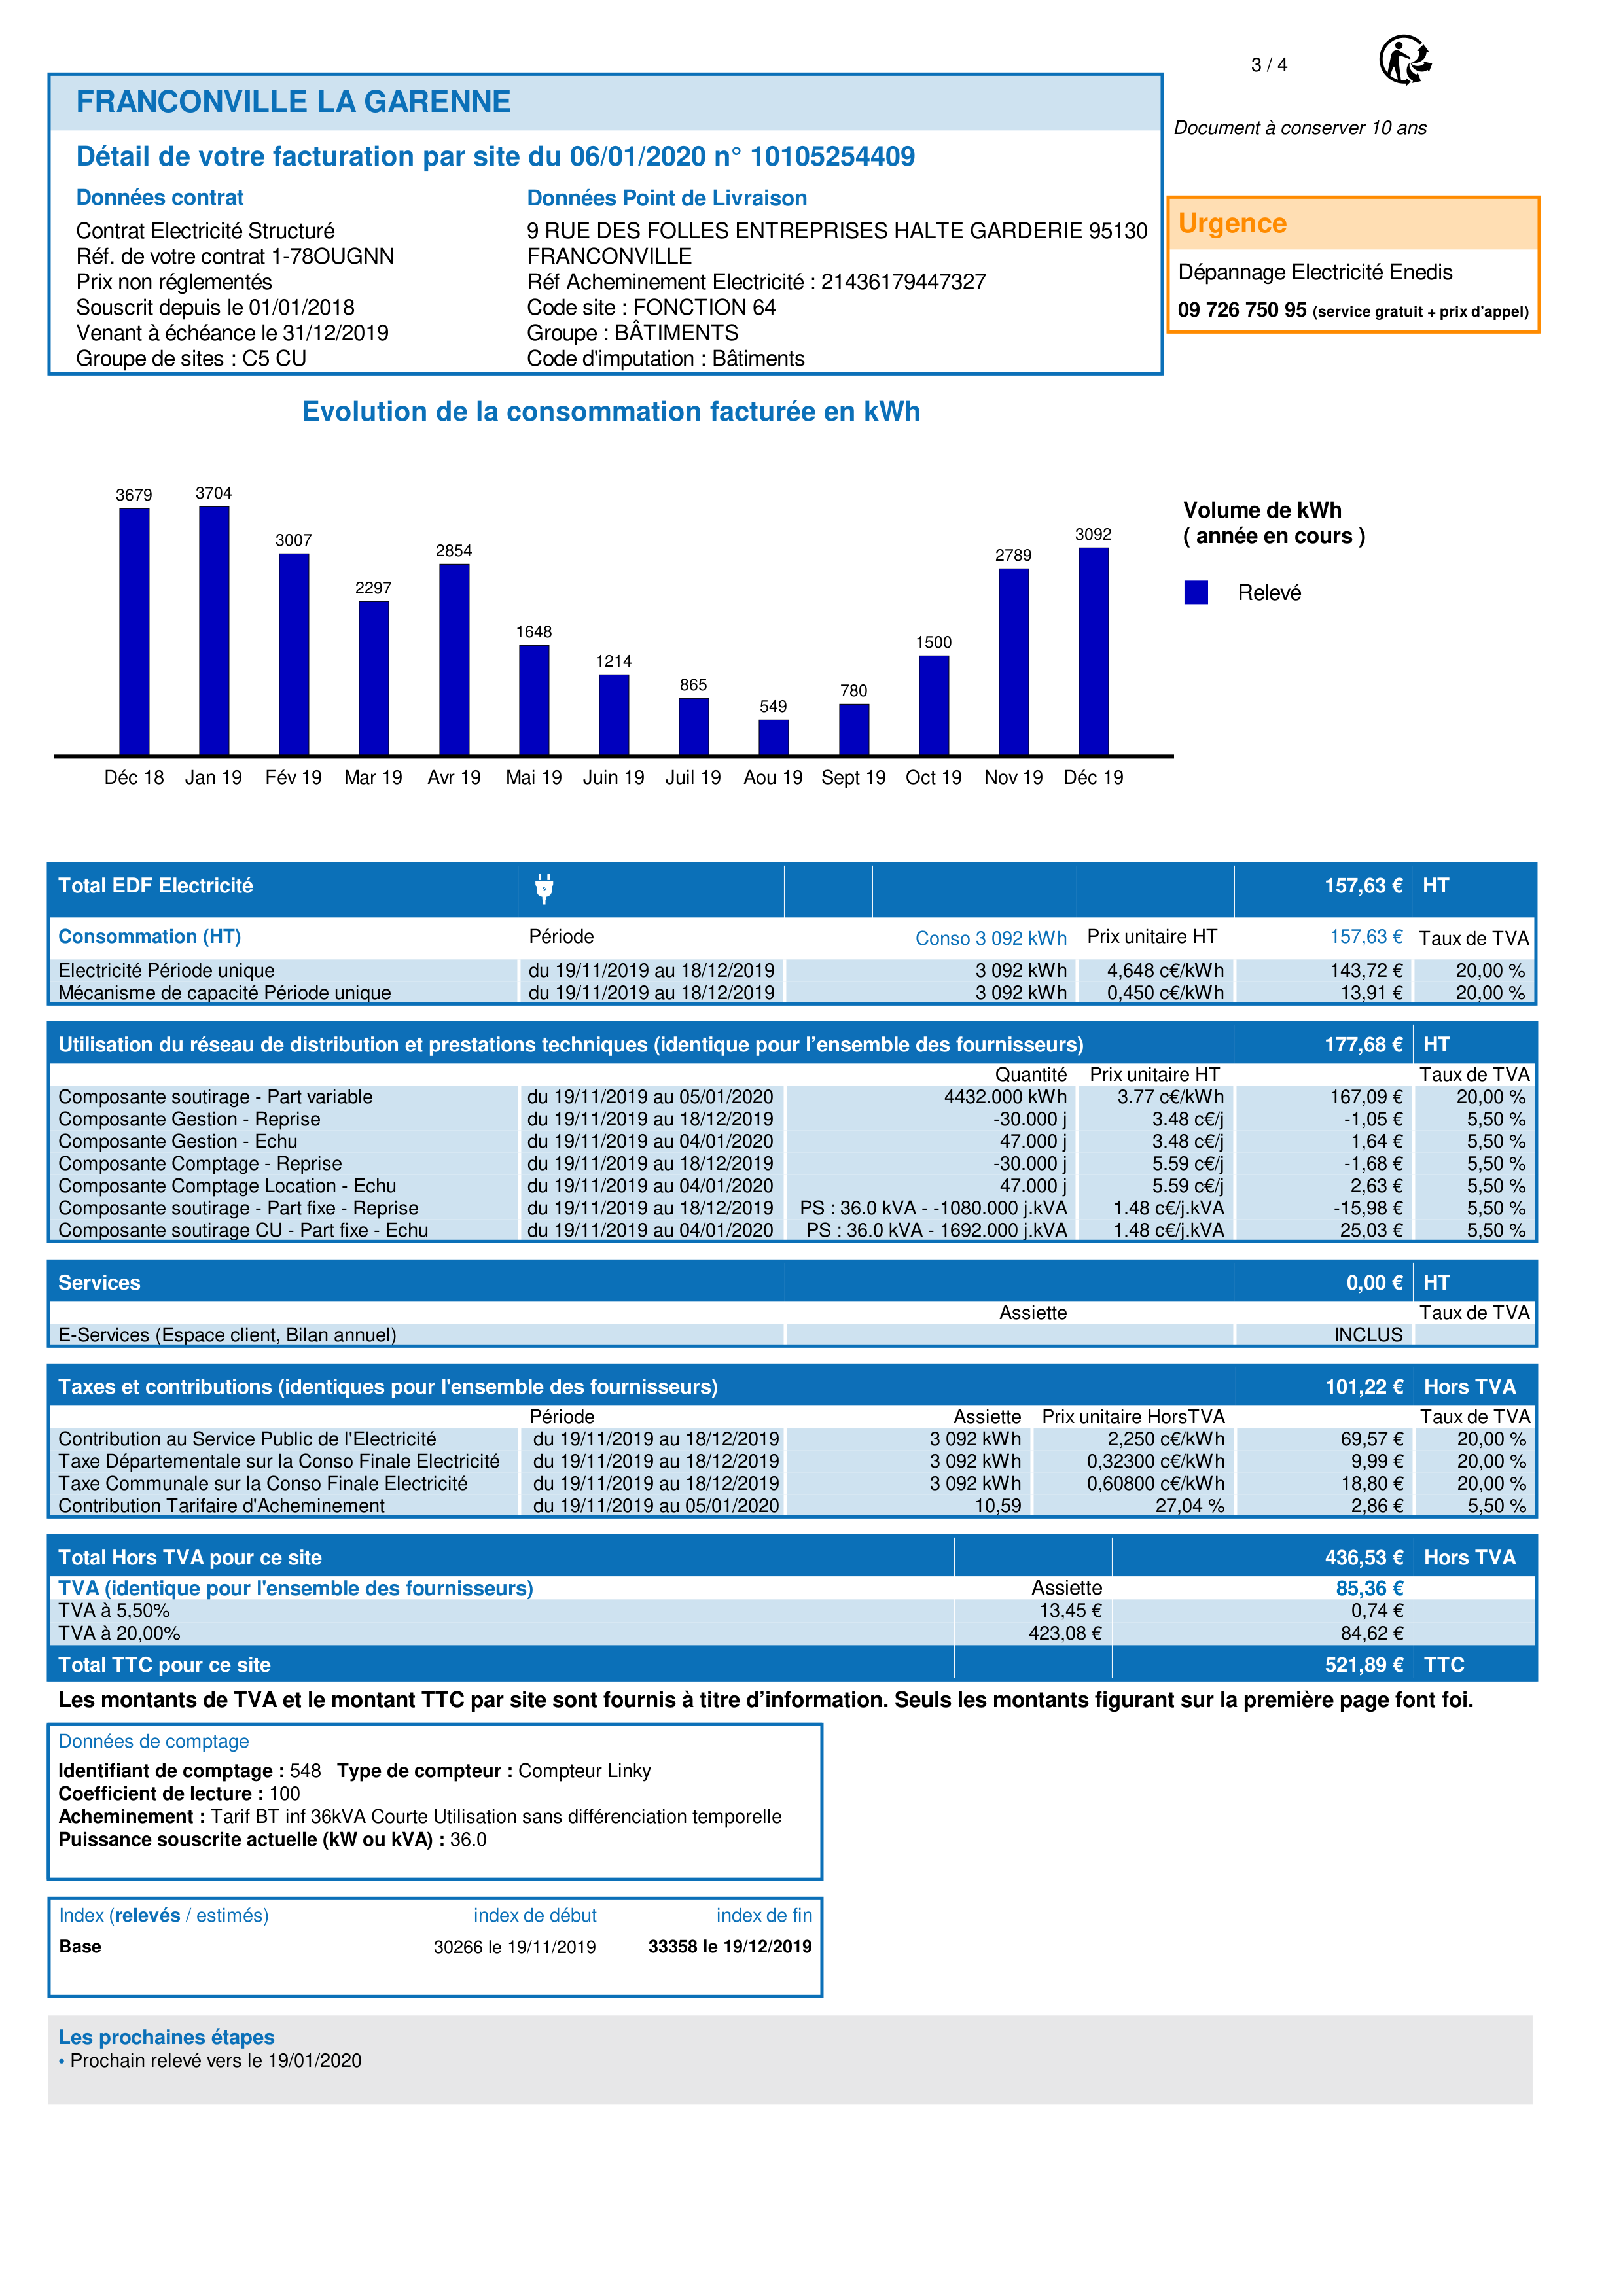 3 / 4
Document à conserver 10 ans
FRANCONVILLE LA GARENNE
Détail de votre facturation par site du 06/01/2020 n° 10105254409
Données contrat
Contrat Electricité Structuré
Réf. de votre contrat 1-78OUGNN
Prix non réglementés
Souscrit depuis le 01/01/2018
Venant à échéance le 31/12/2019
Groupe de sites : C5 CU
Données Point de Livraison
9 RUE DES FOLLES ENTREPRISES HALTE GARDERIE 95130
FRANCONVILLE
Réf Acheminement Electricité : 21436179447327
Code site : FONCTION 64
Groupe : BÂTIMENTS
Code d'imputation : Bâtiments
Urgence
Dépannage Electricité Enedis
09 726 750 95 (service gratuit + prix d’appel)
Evolution de la consommation facturée en kWh
3679 3704 3007 2297 2854 1648 1214 865 549 780 1500 2789 3092
Déc 18 Jan 19 Fév 19 Mar 19 Avr 19 Mai 19 Juin 19 Juil 19 Aou 19 Sept 19 Oct 19 Nov 19 Déc 19
Volume de kWh
( année en cours )
Relevé
Total EDF Electricité 157,63 € HT
Consommation (HT) Période Conso 3 092 kWh Prix unitaire HT 157,63 € Taux de TVA
Electricité Période unique du 19/11/2019 au 18/12/2019 3 092 kWh 4,648 c€/kWh 143,72 € 20,00 %
Mécanisme de capacité Période unique du 19/11/2019 au 18/12/2019 3 092 kWh 0,450 c€/kWh 13,91 € 20,00 %
Utilisation du réseau de distribution et prestations techniques (identique pour l’ensemble des fournisseurs) 177,68 € HT
Quantité Prix unitaire HT Taux de TVA
Composante soutirage - Part variable du 19/11/2019 au 05/01/2020 4432.000 kWh 3.77 c€/kWh 167,09 € 20,00 %
Composante Gestion - Reprise du 19/11/2019 au 18/12/2019 -30.000 j 3.48 c€/j -1,05 € 5,50 %
Composante Gestion - Echu du 19/11/2019 au 04/01/2020 47.000 j 3.48 c€/j 1,64 € 5,50 %
Composante Comptage - Reprise du 19/11/2019 au 18/12/2019 -30.000 j 5.59 c€/j -1,68 € 5,50 %
Composante Comptage Location - Echu du 19/11/2019 au 04/01/2020 47.000 j 5.59 c€/j 2,63 € 5,50 %
Composante soutirage - Part fixe - Reprise du 19/11/2019 au 18/12/2019 PS : 36.0 kVA - -1080.000 j.kVA 1.48 c€/j.kVA -15,98 € 5,50 %
Composante soutirage CU - Part fixe - Echu du 19/11/2019 au 04/01/2020 PS : 36.0 kVA - 1692.000 j.kVA 1.48 c€/j.kVA 25,03 € 5,50 %
Services 0,00 € HT
Assiette Taux de TVA
E-Services (Espace client, Bilan annuel) INCLUS
Taxes et contributions (identiques pour l'ensemble des fournisseurs) 101,22 € Hors TVA
Période Assiette Prix unitaire HorsTVA Taux de TVA
Contribution au Service Public de l'Electricité du 19/11/2019 au 18/12/2019 3 092 kWh 2,250 c€/kWh 69,57 € 20,00 %
Taxe Départementale sur la Conso Finale Electricité du 19/11/2019 au 18/12/2019 3 092 kWh 0,32300 c€/kWh 9,99 € 20,00 %
Taxe Communale sur la Conso Finale Electricité du 19/11/2019 au 18/12/2019 3 092 kWh 0,60800 c€/kWh 18,80 € 20,00 %
Contribution Tarifaire d'Acheminement du 19/11/2019 au 05/01/2020 10,59 27,04 % 2,86 € 5,50 %
Total Hors TVA pour ce site 436,53 € Hors TVA
TVA (identique pour l'ensemble des fournisseurs) Assiette 85,36 €
TVA à 5,50% 13,45 € 0,74 €
TVA à 20,00% 423,08 € 84,62 €
Total TTC pour ce site 521,89 € TTC
Les montants de TVA et le montant TTC par site sont fournis à titre d’information. Seuls les montants figurant sur la première page font foi.
Données de comptage
Identifiant de comptage : 548 Type de compteur : Compteur Linky
Coefficient de lecture : 100
Acheminement : Tarif BT inf 36kVA Courte Utilisation sans différenciation temporelle
Puissance souscrite actuelle (kW ou kVA) : 36.0
Index (relevés / estimés) index de début index de fin
Base 30266 le 19/11/2019 33358 le 19/12/2019
Les prochaines étapes
• Prochain relevé vers le 19/01/2020